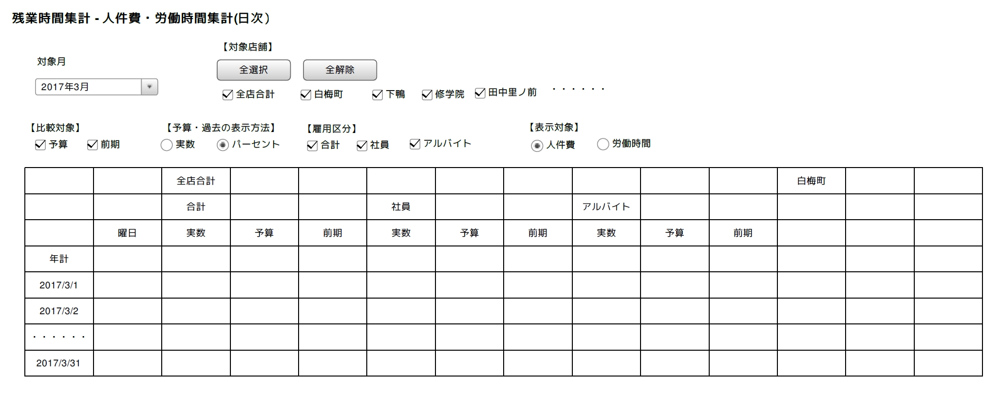 残業時間集計 - 人件費・労働時間集計(日次）
【対象店舗】
対象月
全選択 全解除
2017年3月
全店合計 白梅町 下鴨 修学院 田中里ノ前 ・・・・・・
【比較対象】 【予算・過去の表示方法】 【雇用区分】 【表示対象】
予算 前期 実数 パーセント 合計 社員 アルバイト 人件費 労働時間
全店合計 白梅町
合計 社員 アルバイト
曜日 実数 予算 前期 実数 予算 前期 実数 予算 前期
年計
2017/3/1
2017/3/2
・・・・・・
2017/3/31